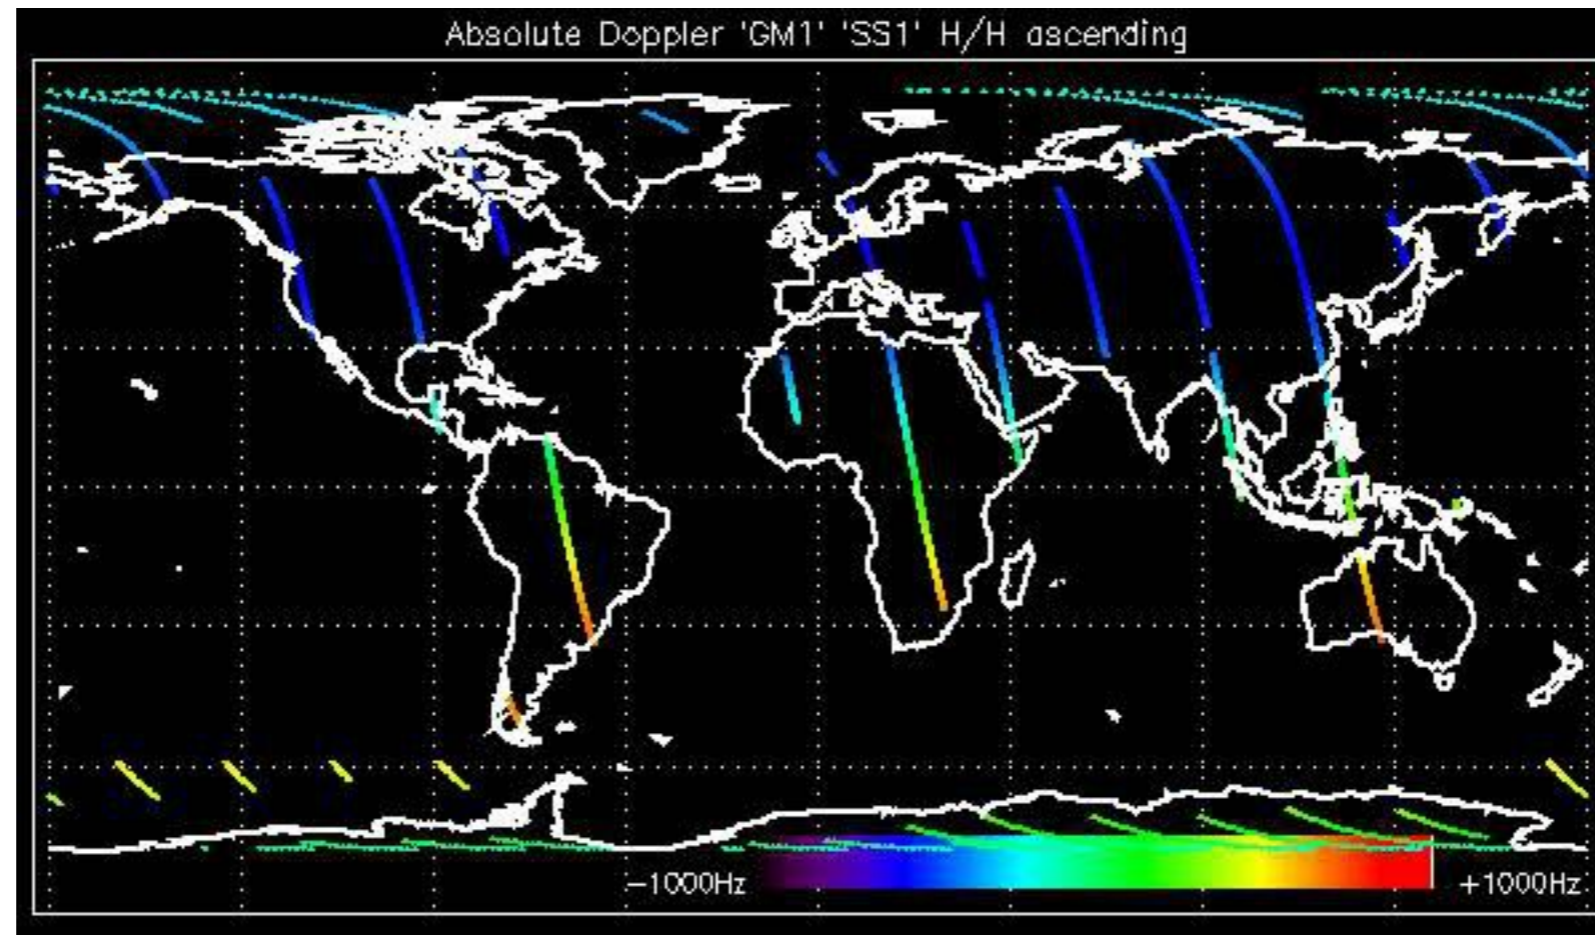 Absolute Doppler 'GM1' 'SS1' H/H ascending
−1000Hz
+1000Hz